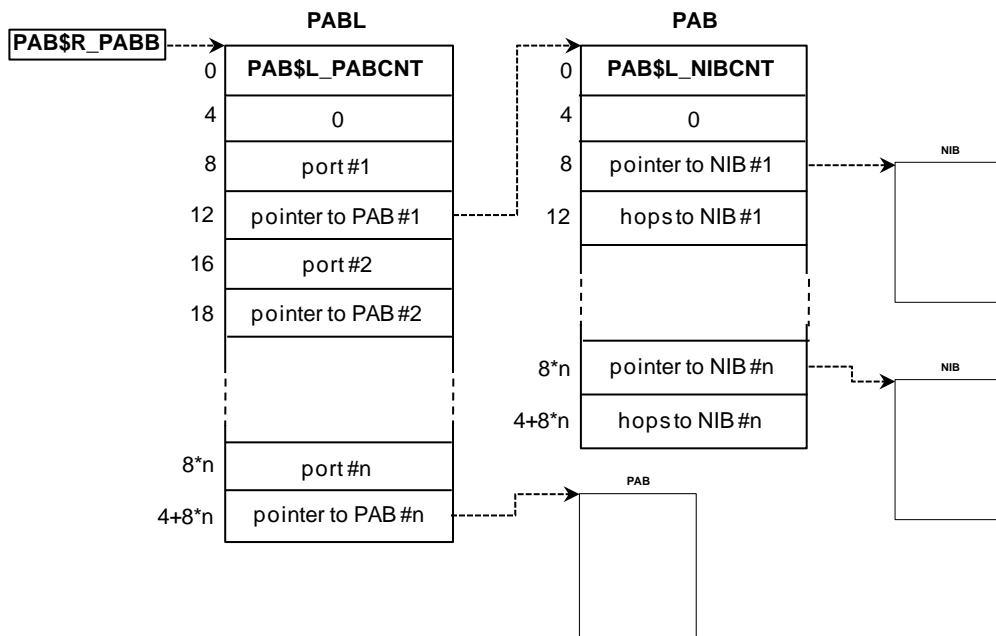 PABL
PAB
PAB$R_PABB
0
PAB$L_PABCNT
0
PAB$L_NIBCNT
4
0
4
0
NIB
8
port #1
8
pointer to NIB #1
12
pointer to PAB #1
12
hops to NIB #1
16
port #2
18
pointer to PAB #2
8*n
pointer to NIB #n
NIB
4+8*n
hops to NIB #n
8*n
port #n
PAB
4+8*n
pointer to PAB #n